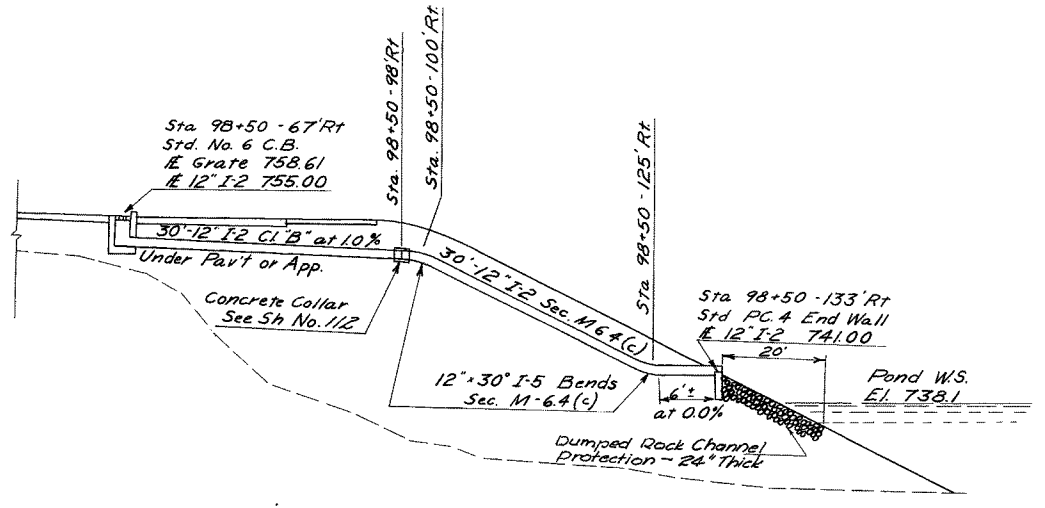 Sta 98+50 - 67' Rt
Std. No. 6 C.B.
℄ Grate 758.61
℄ 12" I-2 755.00
Sta. 98+50 - 98' Rt
Sta. 98+50 - 100' Rt.
30'-12" I-2 Cl. "B" at 1.0%
Under Pav't or App.
Concrete Collar
See Sh No. 112
30'-12" I-2 Sec. M 6.4 (c)
12" x 30° I-5 Bends
Sec. M-6.4 (c)
Sta 98+50 - 125' Rt.
6' ±
at 0.0%
Sta 98+50 - 133' Rt
Std PC. 4 End Wall
℄ 12" I-2 741.00
20'
Pond W.S.
El. 738.1
Dumped Rock Channel
Protection - 24" Thick